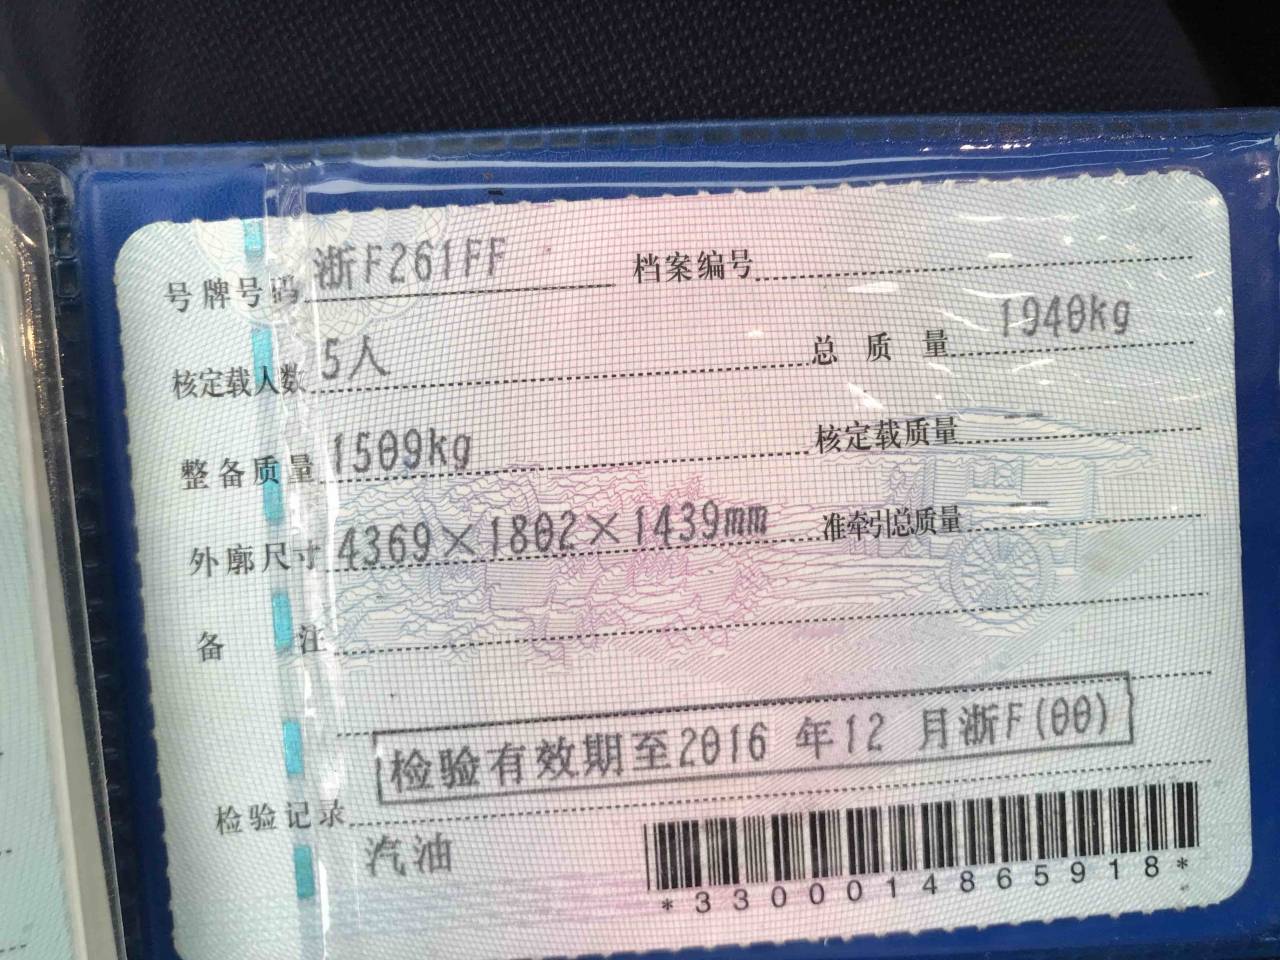 号牌号码 浙F261FF 档案编号
核定载人数 5人 总质量 1940kg
整备质量 1509kg 核定载质量 --
外廓尺寸 4369×1802×1439mm 准牵引总质量 --
备注
检验有效期至2016 年12 月浙F(00)
检验记录
汽油
*3300014865918*